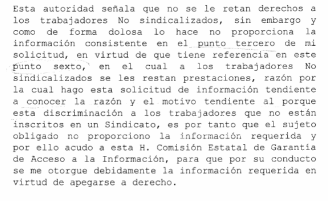 Esta autoridad señala que no se le retan derechos a
los trabajadores No sindicalizados, sin embargo y
como de forma dolosa lo hace no proporciona la
información consistente en el punto tercero de mi
solicitud, en virtud de que tiene referencia en este
punto sexto, en el cual a los trabajadores No
sindicalizados se les restan prestaciones, razón por
la cual hago esta solicitud de información tendiente
a conocer la razón y el motivo tendiente al porque
esta discriminación a los trabajadores que no están
inscritos en un Sindicato, es por tanto que el sujeto
obligado no proporciono la información requerida y
por ello acudo a esta H. Comisión Estatal de Garantía
de Acceso a la Información, para que por su conducto
se me otorgue debidamente la información requerida en
virtud de apegarse a derecho.